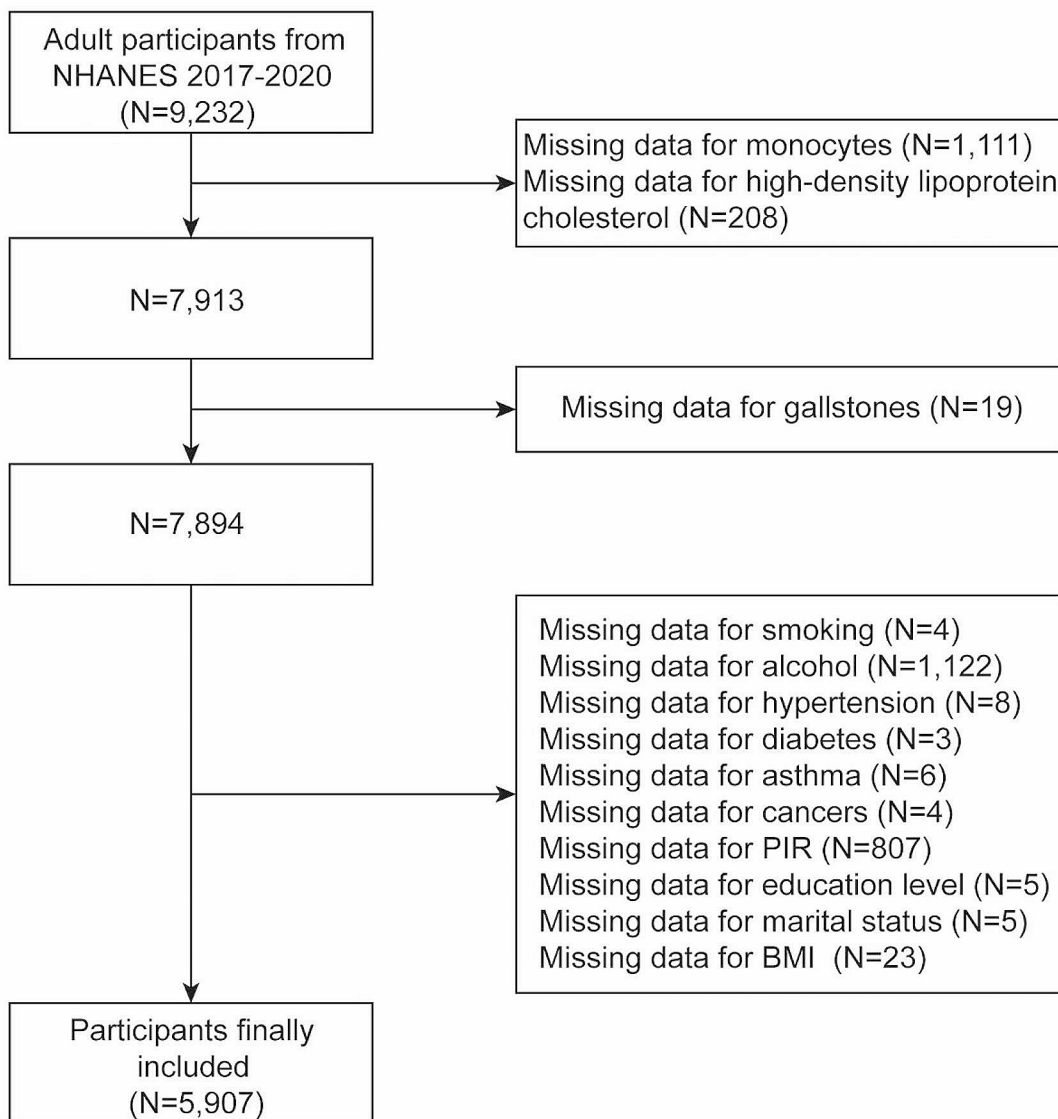 Adult participants from
NHANES 2017-2020
(N=9,232)
Missing data for monocytes (N=1,111)
Missing data for high-density lipoprotein
cholesterol (N=208)
N=7,913
Missing data for gallstones (N=19)
N=7,894
Missing data for smoking (N=4)
Missing data for alcohol (N=1,122)
Missing data for hypertension (N=8)
Missing data for diabetes (N=3)
Missing data for asthma (N=6)
Missing data for cancers (N=4)
Missing data for PIR (N=807)
Missing data for education level (N=5)
Missing data for marital status (N=5)
Missing data for BMI (N=23)
Participants finally
included
(N=5,907)